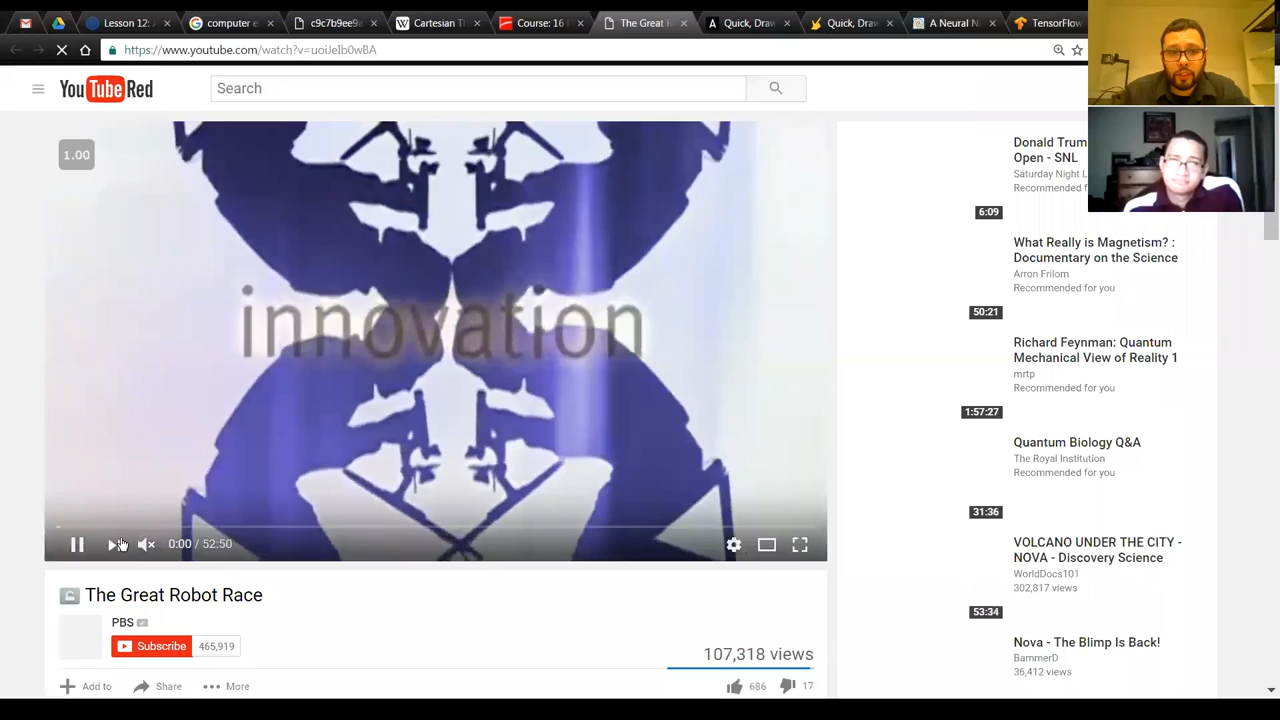 Lesson 12: A
computer e
c9c7b9ee9a
Cartesian T
Course: 16
The Great R
Quick, Draw
Quick, Draw
A Neural N
TensorFlow
https://www.youtube.com/watch?v=uoiJeIb0wBA
YouTube Red
Search
1.00
innovation
0:00 / 52:50
The Great Robot Race
PBS
Subscribe
465,919
107,318 views
Add to
Share
More
686
17
Donald Trum
Open - SNL
Saturday Night L
Recommended f
6:09
What Really is Magnetism? :
Documentary on the Science
Arron Frilom
Recommended for you
50:21
Richard Feynman: Quantum
Mechanical View of Reality 1
mrtp
Recommended for you
1:57:27
Quantum Biology Q&A
The Royal Institution
Recommended for you
31:36
VOLCANO UNDER THE CITY -
NOVA - Discovery Science
WorldDocs101
302,817 views
53:34
Nova - The Blimp Is Back!
BammerD
36,412 views